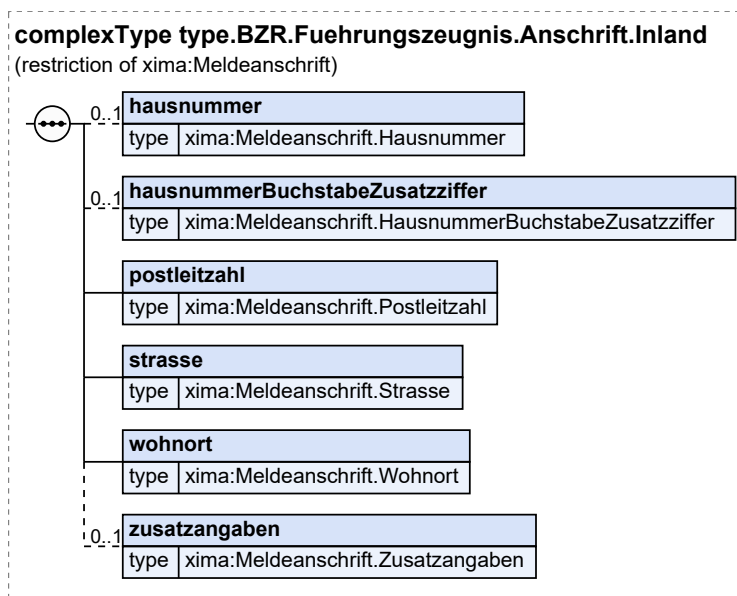 complexType type.BZR.Fuehrungszeugnis.Anschrift.Inland
(restriction of xima:Meldeanschrift)
0..1 hausnummer
type xima:Meldeanschrift.Hausnummer
0..1 hausnummerBuchstabeZusatzziffer
type xima:Meldeanschrift.HausnummerBuchstabeZusatzziffer
postleitzahl
type xima:Meldeanschrift.Postleitzahl
strasse
type xima:Meldeanschrift.Strasse
wohnort
type xima:Meldeanschrift.Wohnort
0..1 zusatzangaben
type xima:Meldeanschrift.Zusatzangaben